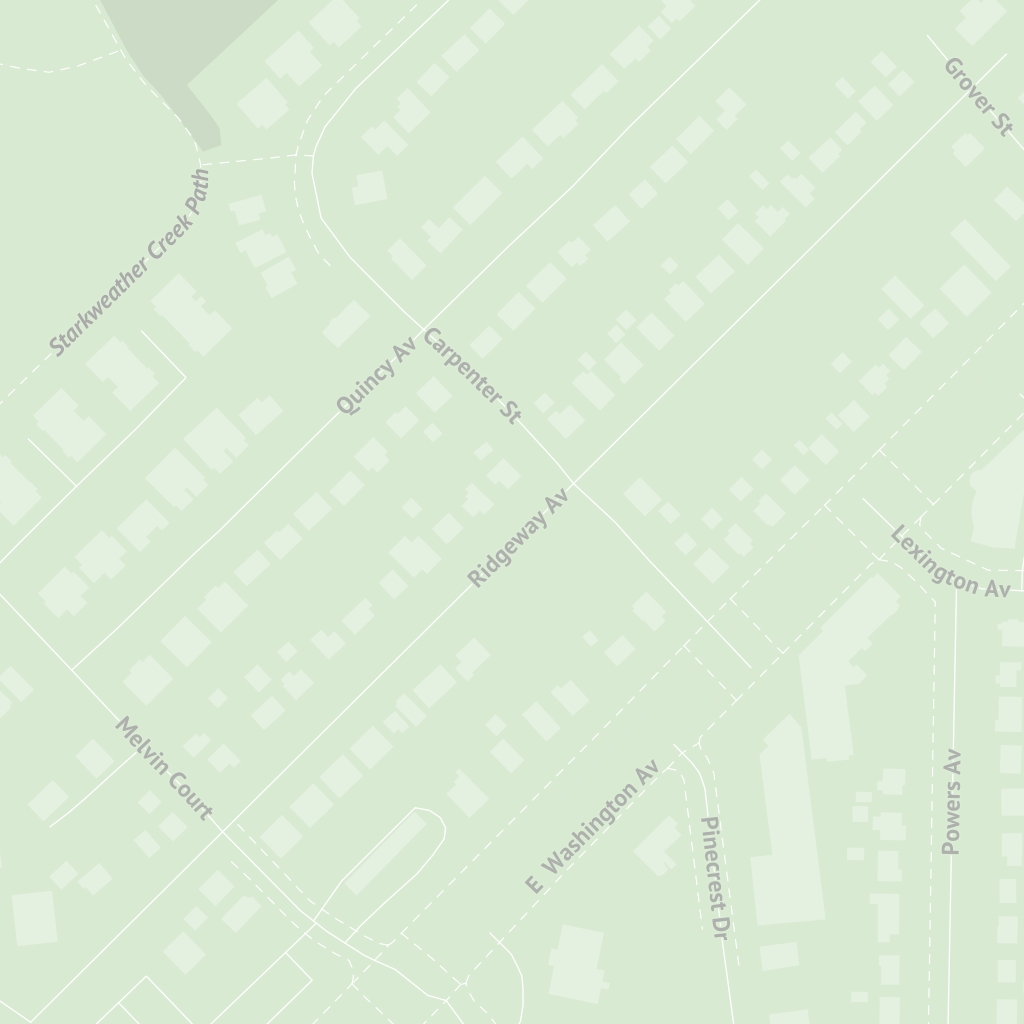 Grover St
Starkweather Creek Path
Quincy Av
Carpenter St
Ridgeway Av
Lexington Av
Melvin Court
E Washington Av
Pinecrest Dr
Powers Av